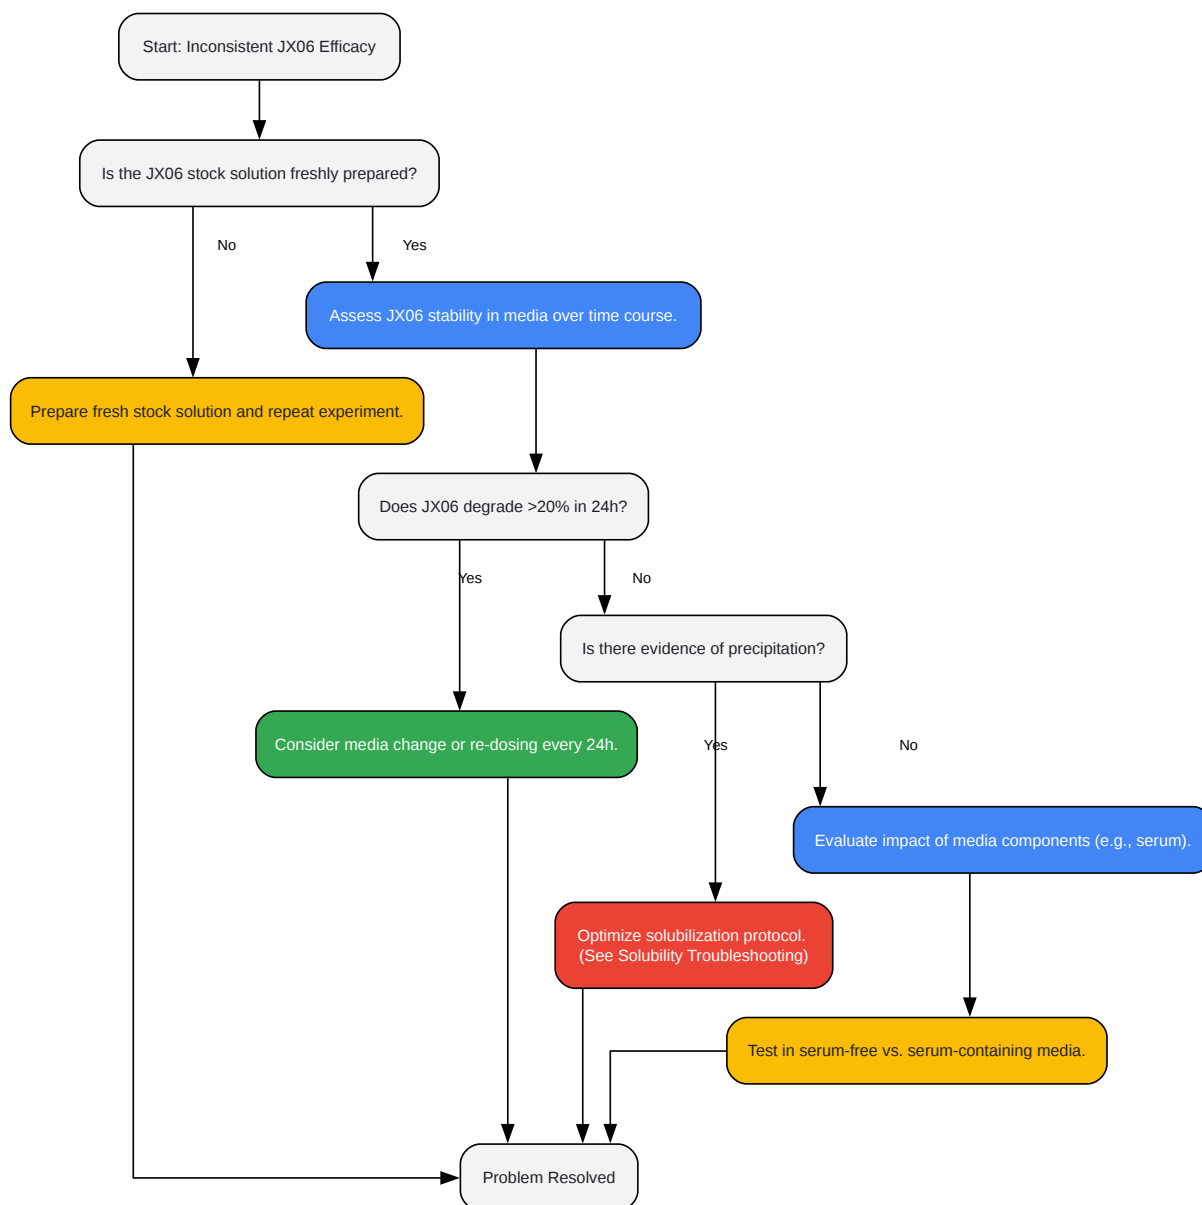 Start: Inconsistent JX06 Efficacy
Is the JX06 stock solution freshly prepared?
No
Yes
Assess JX06 stability in media over time course.
Prepare fresh stock solution and repeat experiment.
Does JX06 degrade >20% in 24h?
Yes
No
Is there evidence of precipitation?
Consider media change or re-dosing every 24h.
Yes
No
Evaluate impact of media components (e.g., serum).
Optimize solubilization protocol.
(See Solubility Troubleshooting)
Test in serum-free vs. serum-containing media.
Problem Resolved